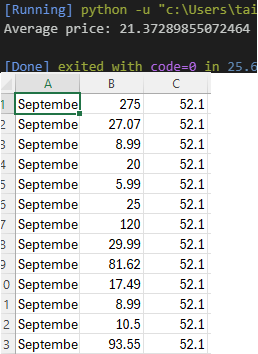 [Running] python -u "c:\Users\tai
Average price: 21.37289855072464
[Done] exited with code=0 in 25.6
A B C
1 Septembe 275 52.1
2 Septembe 27.07 52.1
3 Septembe 8.99 52.1
4 Septembe 20 52.1
5 Septembe 5.99 52.1
6 Septembe 25 52.1
7 Septembe 120 52.1
8 Septembe 29.99 52.1
9 Septembe 81.62 52.1
0 Septembe 17.49 52.1
1 Septembe 8.99 52.1
2 Septembe 10.5 52.1
3 Septembe 93.55 52.1